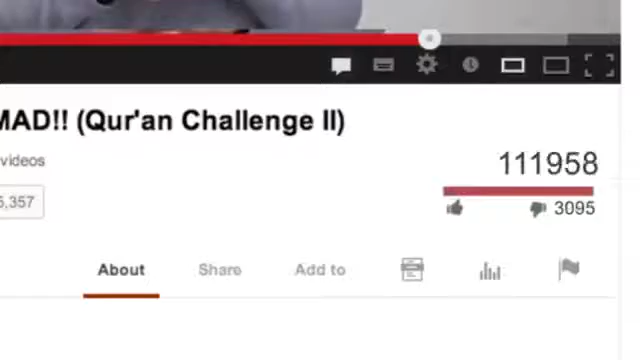 MAD!! (Qur'an Challenge II)
videos
111958
5,357
3095
About Share Add to